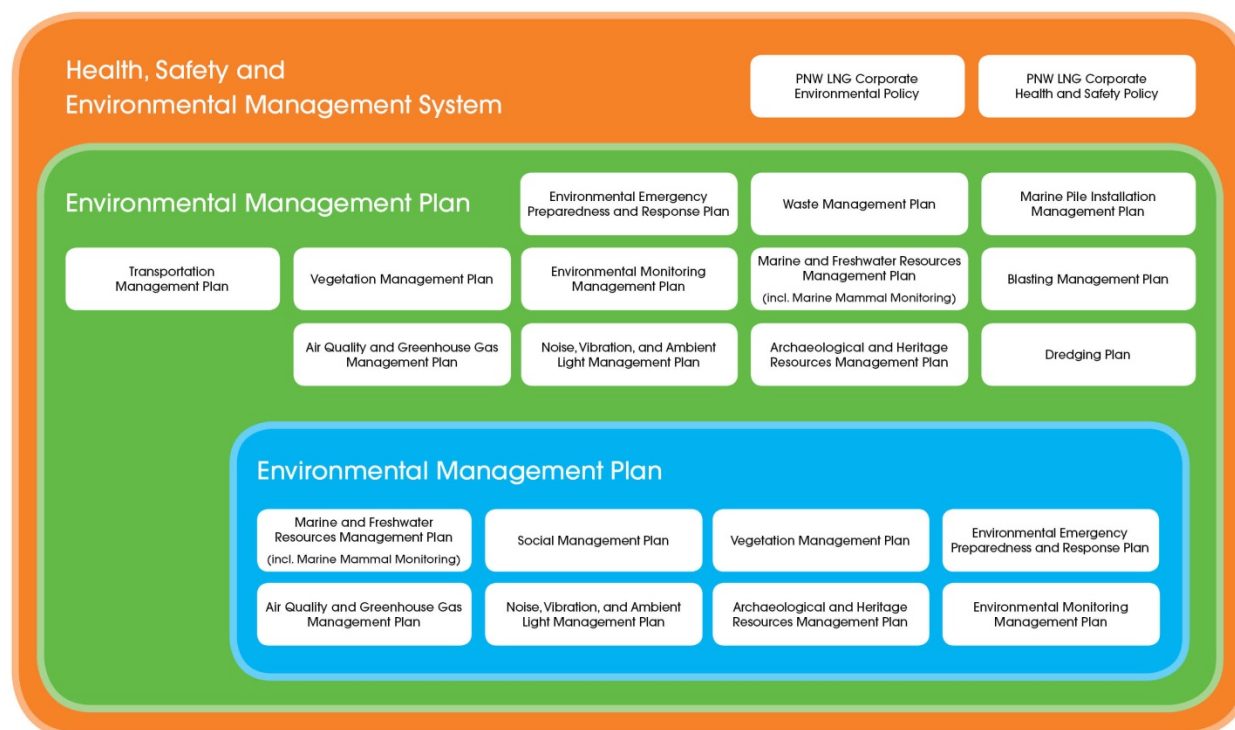 Health, Safety and
Environmental Management System
PNW LNG Corporate
Environmental Policy
PNW LNG Corporate
Health and Safety Policy
Environmental Management Plan
Environmental Emergency
Preparedness and Response Plan
Waste Management Plan
Marine Pile Installation
Management Plan
Transportation
Management Plan
Vegetation Management Plan
Environmental Monitoring
Management Plan
Marine and Freshwater Resources
Management Plan
(incl. Marine Mammal Monitoring)
Blasting Management Plan
Air Quality and Greenhouse Gas
Management Plan
Noise, Vibration, and Ambient
Light Management Plan
Archaeological and Heritage
Resources Management Plan
Dredging Plan
Environmental Management Plan
Marine and Freshwater
Resources Management Plan
(incl. Marine Mammal Monitoring)
Social Management Plan
Vegetation Management Plan
Environmental Emergency
Preparedness and Response Plan
Air Quality and Greenhouse Gas
Management Plan
Noise, Vibration, and Ambient
Light Management Plan
Archaeological and Heritage
Resources Management Plan
Environmental Monitoring
Management Plan